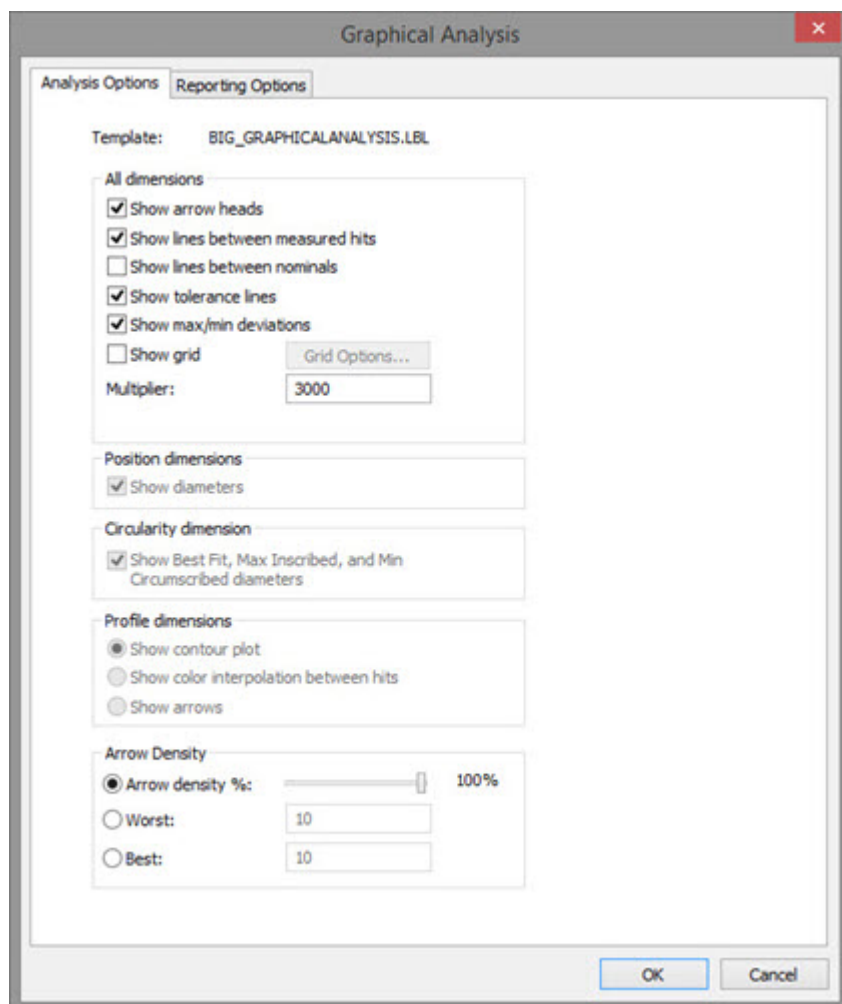 Graphical Analysis
Analysis Options
Reporting Options
Template: BIG_GRAPHICALANALYSIS.LBL
All dimensions
Show arrow heads
Show lines between measured hits
Show lines between nominals
Show tolerance lines
Show max/min deviations
Show grid Grid Options...
Multiplier: 3000
Position dimensions
Show diameters
Circularity dimension
Show Best Fit, Max Inscribed, and Min
Circumscribed diameters
Profile dimensions
Show contour plot
Show color interpolation between hits
Show arrows
Arrow Density
Arrow density %: 100%
Worst: 10
Best: 10
OK Cancel